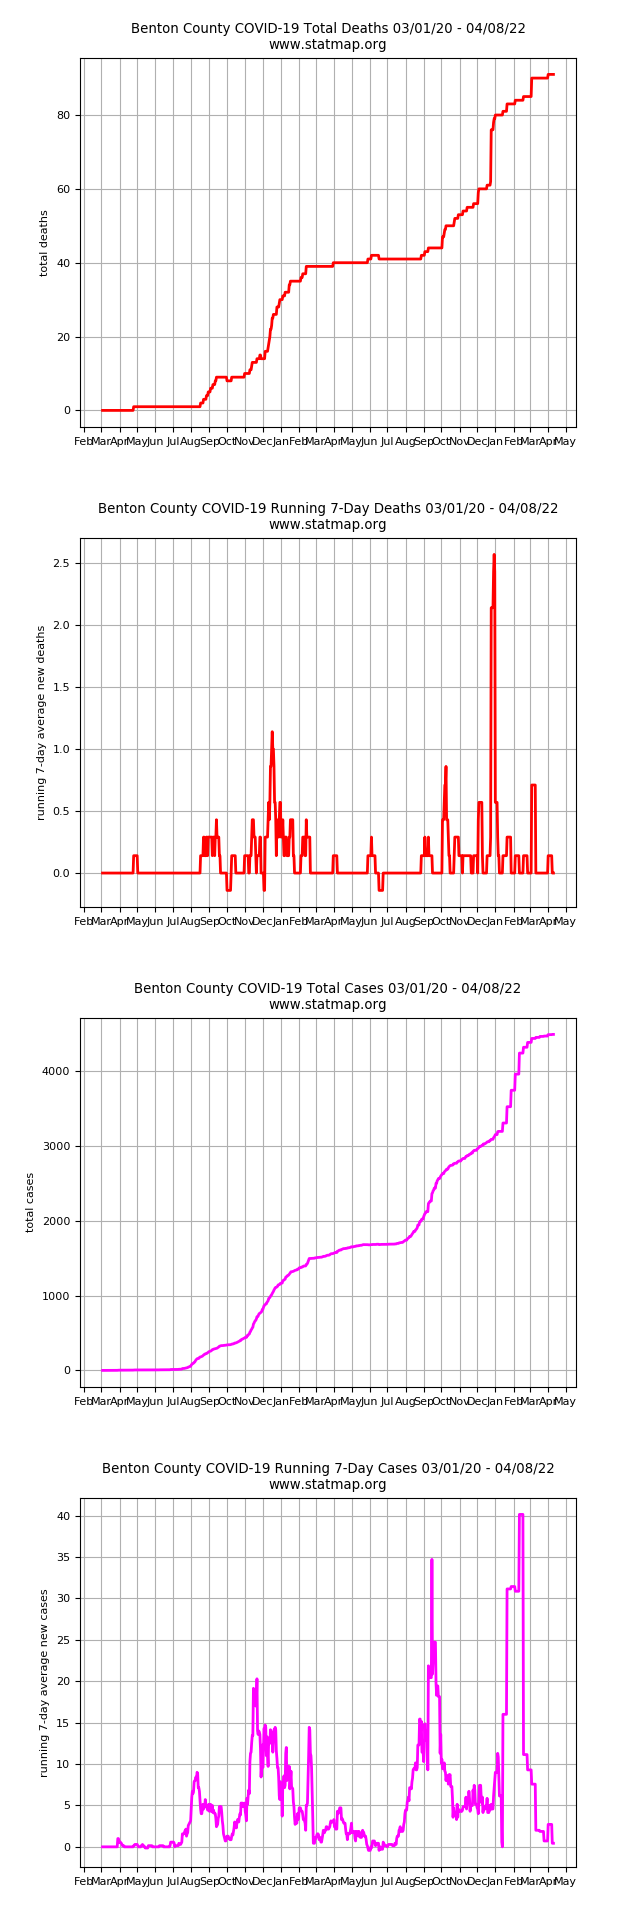 Benton County COVID-19 Total Deaths 03/01/20 - 04/08/22
www.statmap.org
80
60
40
20
0
total deaths
Feb Mar Apr May Jun Jul Aug Sep Oct Nov Dec Jan Feb Mar Apr May Jun Jul Aug Sep Oct Nov Dec Jan Feb Mar Apr May
Benton County COVID-19 Running 7-Day Deaths 03/01/20 - 04/08/22
www.statmap.org
2.5
2.0
1.5
1.0
0.5
0.0
running 7-day average new deaths
Feb Mar Apr May Jun Jul Aug Sep Oct Nov Dec Jan Feb Mar Apr May Jun Jul Aug Sep Oct Nov Dec Jan Feb Mar Apr May
Benton County COVID-19 Total Cases 03/01/20 - 04/08/22
www.statmap.org
4000
3000
2000
1000
0
total cases
Feb Mar Apr May Jun Jul Aug Sep Oct Nov Dec Jan Feb Mar Apr May Jun Jul Aug Sep Oct Nov Dec Jan Feb Mar Apr May
Benton County COVID-19 Running 7-Day Cases 03/01/20 - 04/08/22
www.statmap.org
40
35
30
25
20
15
10
5
0
running 7-day average new cases
Feb Mar Apr May Jun Jul Aug Sep Oct Nov Dec Jan Feb Mar Apr May Jun Jul Aug Sep Oct Nov Dec Jan Feb Mar Apr May